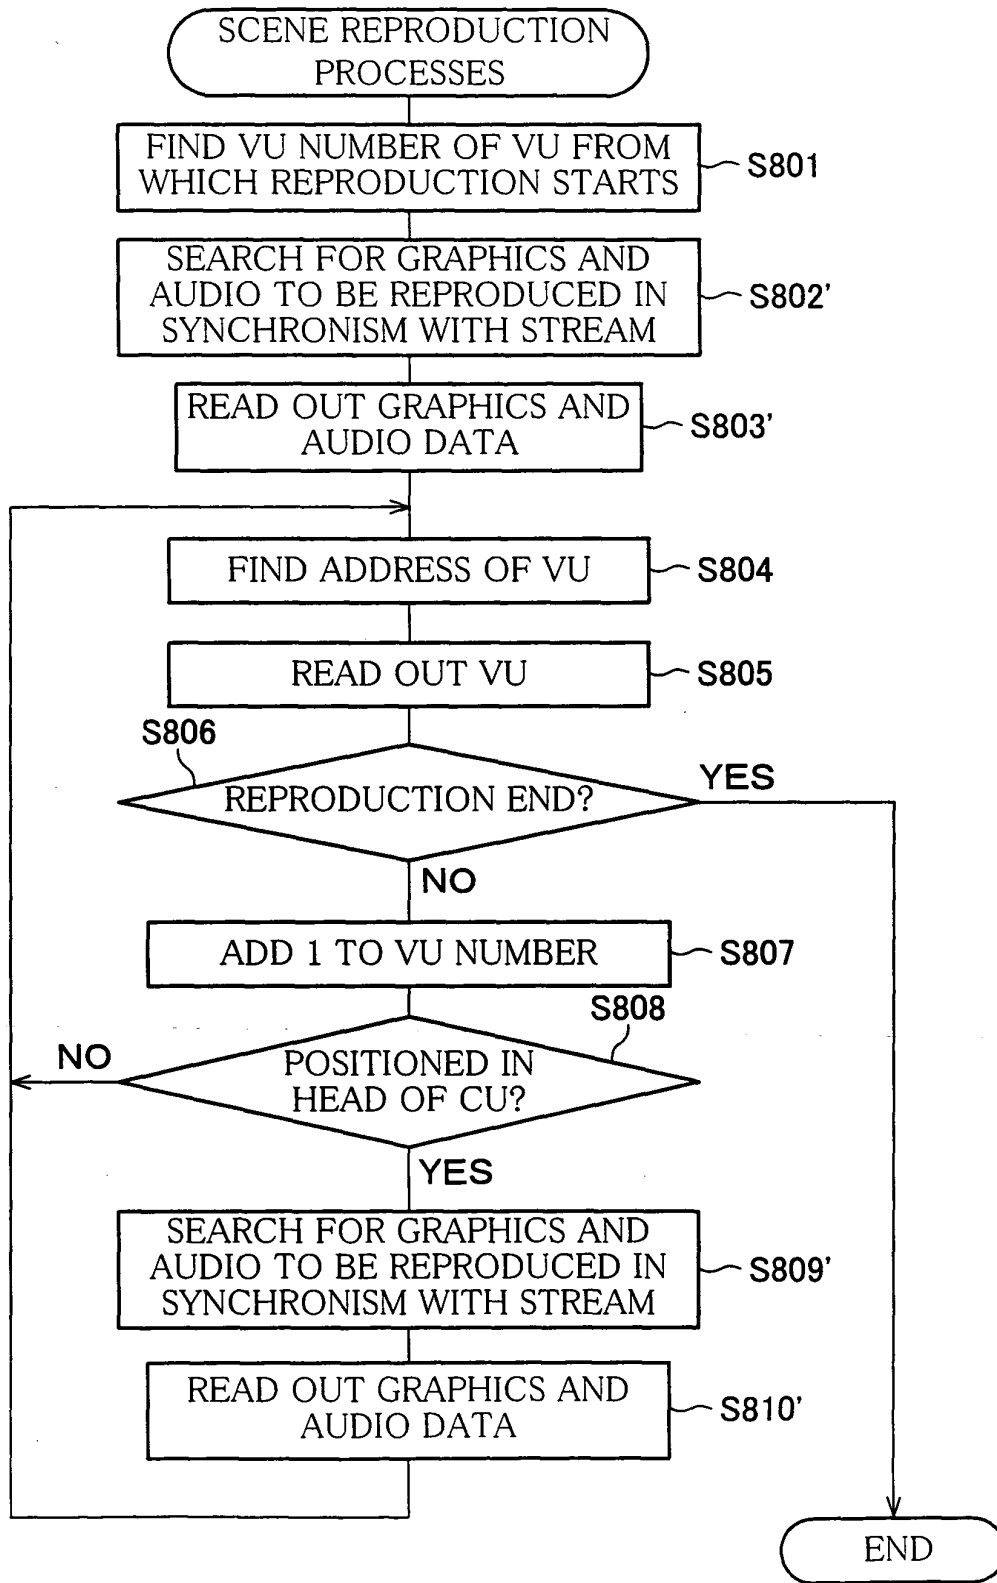 SCENE REPRODUCTION
PROCESSES
FIND VU NUMBER OF VU FROM
WHICH REPRODUCTION STARTS
S801
SEARCH FOR GRAPHICS AND
AUDIO TO BE REPRODUCED IN
SYNCHRONISM WITH STREAM
S802'
READ OUT GRAPHICS AND
AUDIO DATA
S803'
FIND ADDRESS OF VU
S804
READ OUT VU
S805
S806
REPRODUCTION END?
YES
NO
ADD 1 TO VU NUMBER
S807
S808
POSITIONED IN
HEAD OF CU?
NO
YES
SEARCH FOR GRAPHICS AND
AUDIO TO BE REPRODUCED IN
SYNCHRONISM WITH STREAM
S809'
READ OUT GRAPHICS AND
AUDIO DATA
S810'
END